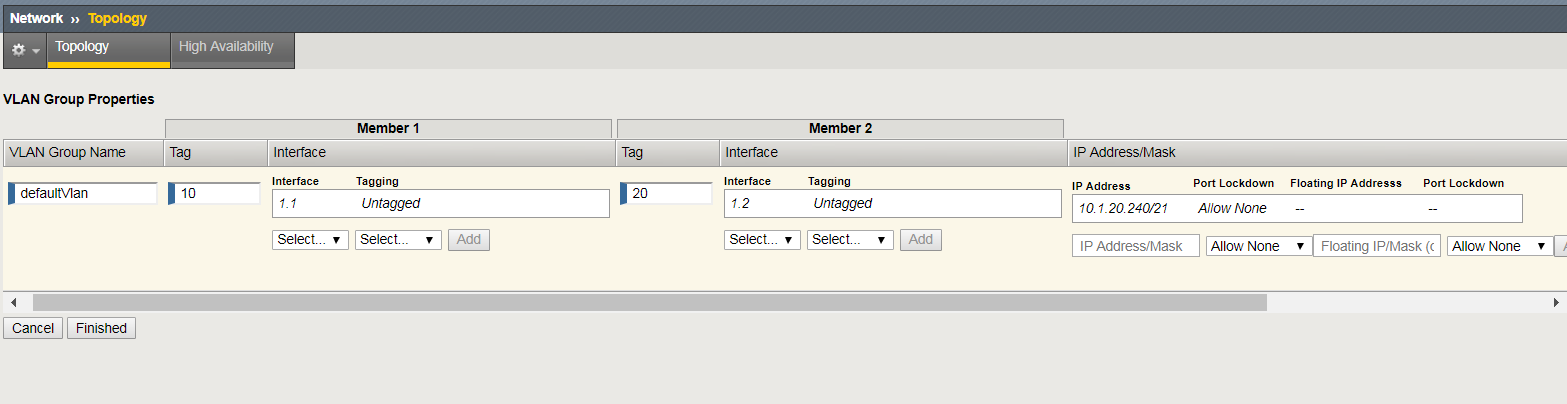 Network ›› Topology
Topology High Availability
VLAN Group Properties
Member 1 Member 2
VLAN Group Name Tag Interface Tag Interface IP Address/Mask
Interface Tagging Interface Tagging IP Address Port Lockdown Floating IP Addresss Port Lockdown
defaultVlan 10 1.1 Untagged 20 1.2 Untagged 10.1.20.240/21 Allow None -- --
Select... Select... Add Select... Select... Add IP Address/Mask Allow None Floating IP/Mask (c Allow None
Cancel Finished